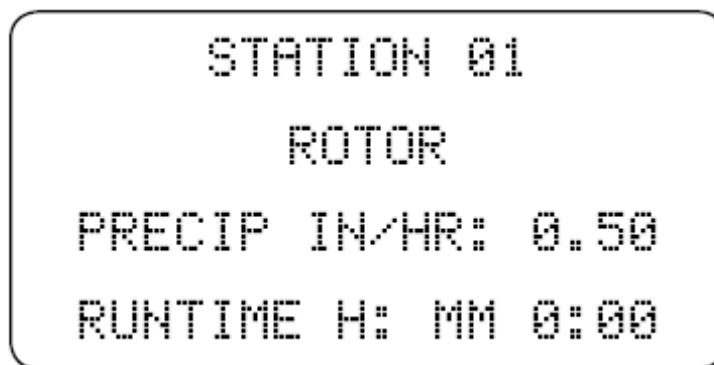 STATION 01
ROTOR
PRECIP IN/HR: 0.50
RUNTIME H: MM 0:00